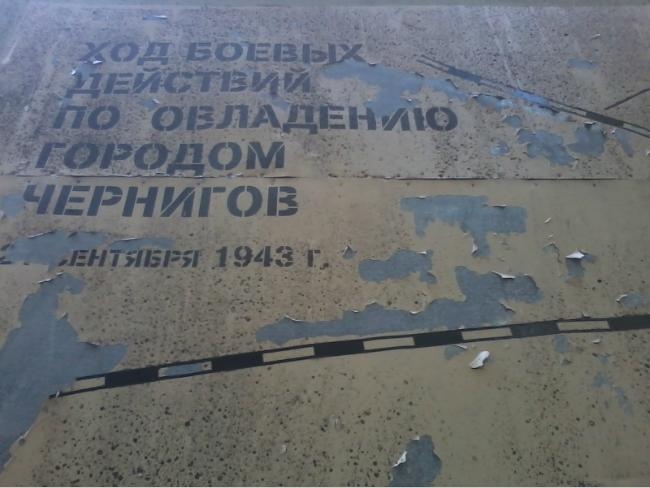 ХОД БОЕВЫХ
ДЕЙСТВИЙ
ПО ОВЛАДЕНИЮ
ГОРОДОМ
ЧЕРНИГОВ
СЕНТЯБРЯ 1943 г.